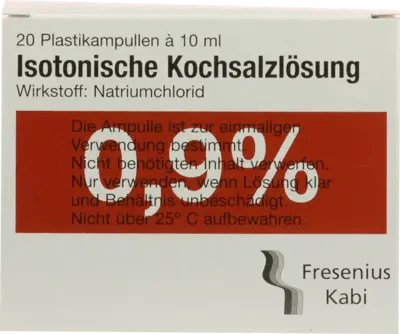 20 Plastikampullen à 10 ml
Isotonische Kochsalzlösung
Wirkstoff: Natriumchlorid
0,9%
Die Ampulle ist zur einmaligen
Verwendung bestimmt.
Nicht benötigten Inhalt verwerfen.
Nur verwenden, wenn Lösung klar
und Behältnis unbeschädigt.
Nicht über 25° C aufbewahren.
Fresenius
Kabi